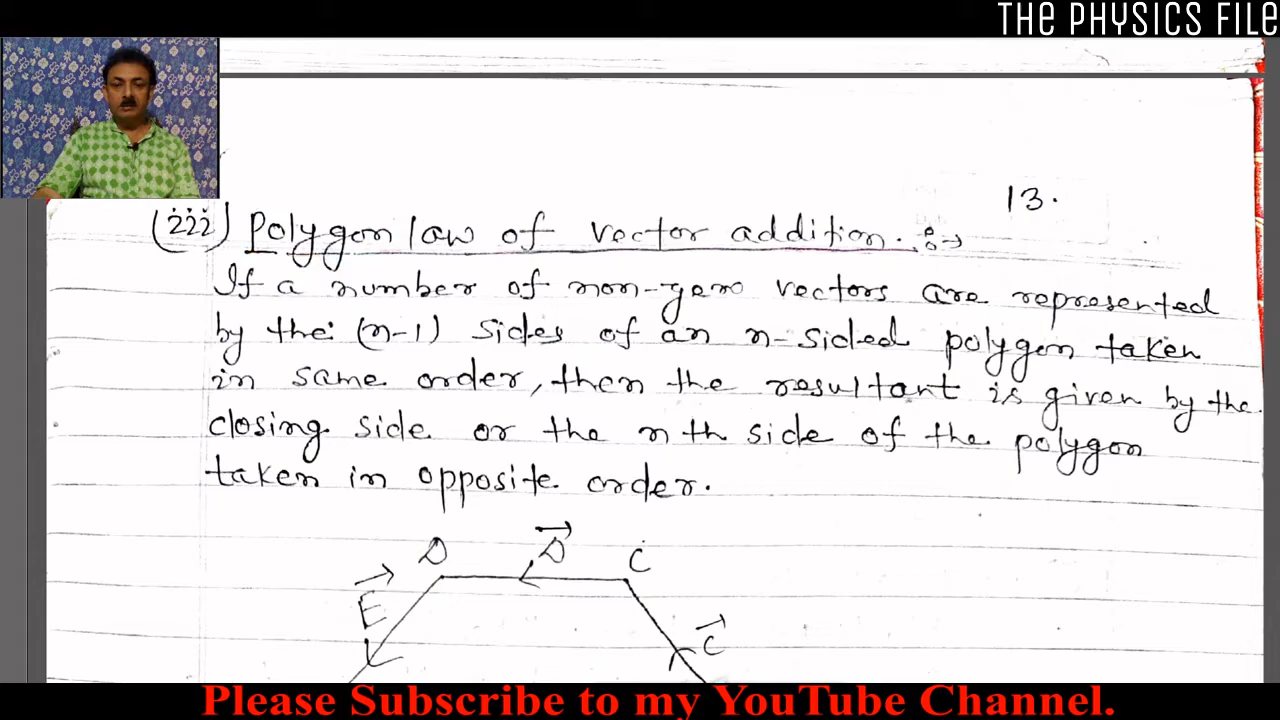 THE PHYSICS FILE
13.
(iii) Polygon law of vector addition. :→
If a number of non-zero vectors are represented
by the (n-1) sides of an n-sided polygon taken
in same order, then the resultant is given by the
closing side or the nth side of the polygon
taken in opposite order.
D D⃗ C
E⃗
C⃗
Please Subscribe to my YouTube Channel.